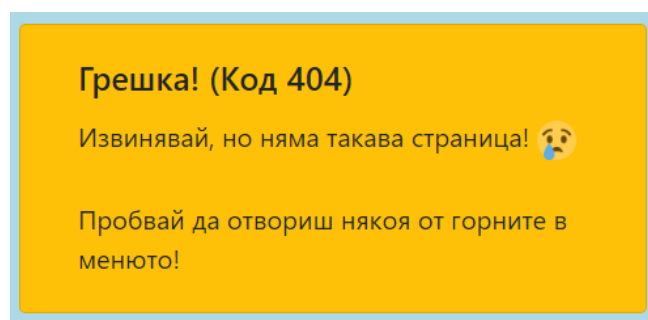 Грешка! (Код 404)
Извинявай, но няма такава страница! 😢
Пробвай да отвориш някоя от горните в
менюто!